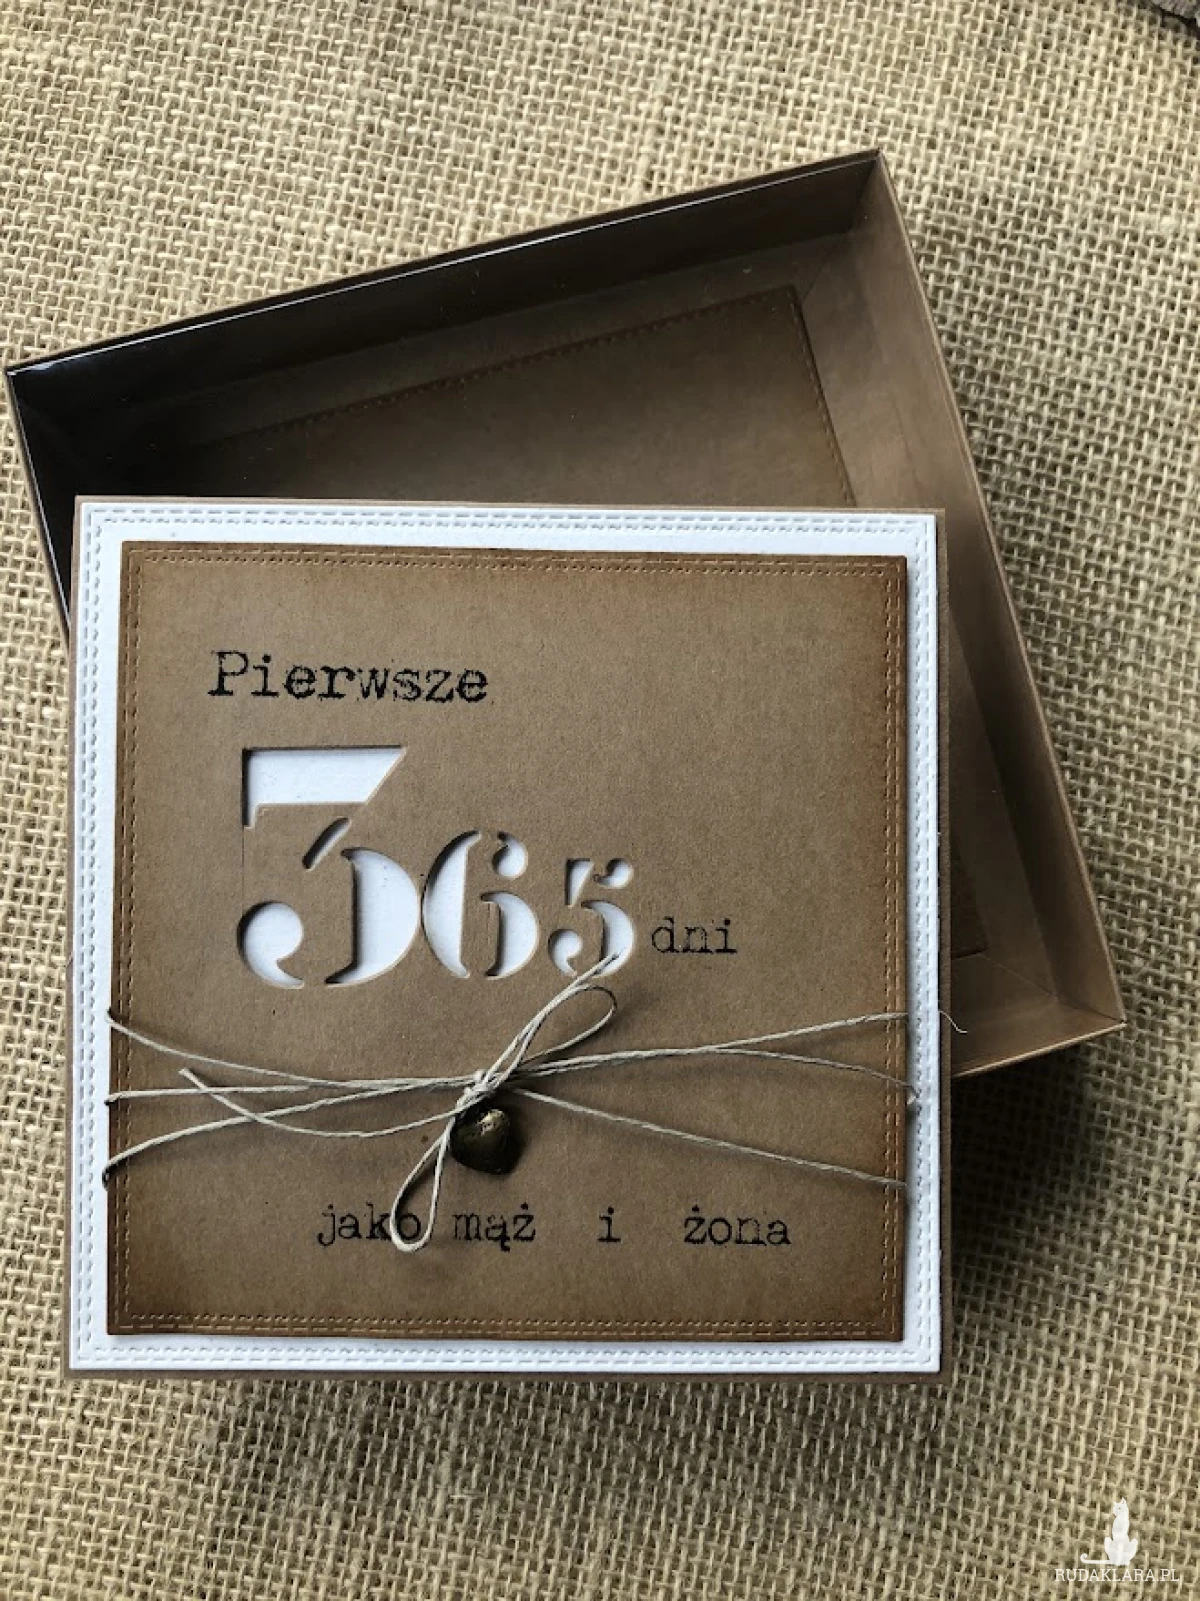 Pierwsze
365 dni
jako mąż i żona
RUDAKLARA.PL